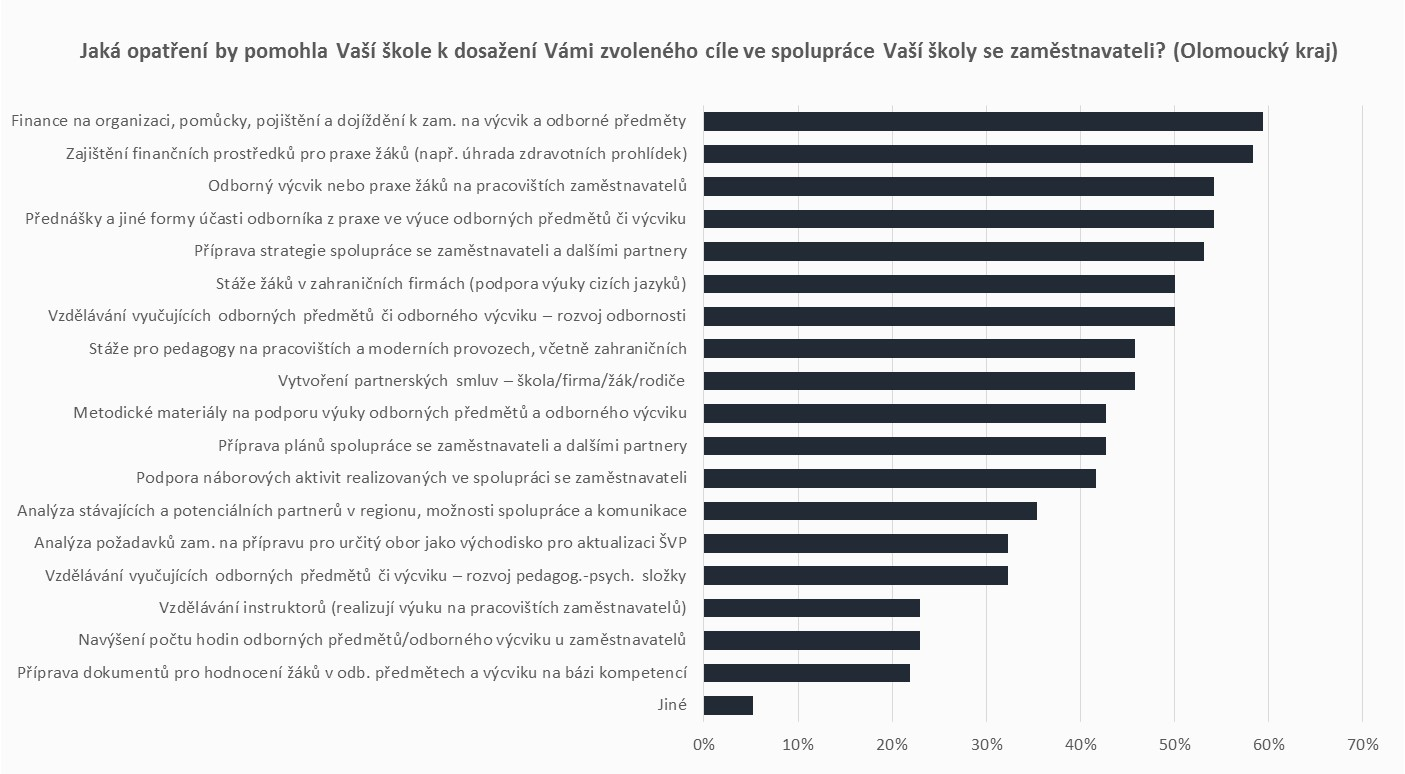 Jaká opatření by pomohla Vaší škole k dosažení Vámi zvoleného cíle ve spolupráce Vaší školy se zaměstnavateli? (Olomoucký kraj)
Finance na organizaci, pomůcky, pojištění a dojíždění k zam. na výcvik a odborné předměty
Zajištění finančních prostředků pro praxe žáků (např. úhrada zdravotních prohlídek)
Odborný výcvik nebo praxe žáků na pracovištích zaměstnavatelů
Přednášky a jiné formy účasti odborníka z praxe ve výuce odborných předmětů či výcviku
Příprava strategie spolupráce se zaměstnavateli a dalšími partnery
Stáže žáků v zahraničních firmách (podpora výuky cizích jazyků)
Vzdělávání vyučujících odborných předmětů či odborného výcviku – rozvoj odbornosti
Stáže pro pedagogy na pracovištích a moderních provozech, včetně zahraničních
Vytvoření partnerských smluv – škola/firma/žák/rodiče
Metodické materiály na podporu výuky odborných předmětů a odborného výcviku
Příprava plánů spolupráce se zaměstnavateli a dalšími partnery
Podpora náborových aktivit realizovaných ve spolupráci se zaměstnavateli
Analýza stávajících a potenciálních partnerů v regionu, možnosti spolupráce a komunikace
Analýza požadavků zam. na přípravu pro určitý obor jako východisko pro aktualizaci ŠVP
Vzdělávání vyučujících odborných předmětů či výcviku – rozvoj pedagog.-psych. složky
Vzdělávání instruktorů (realizují výuku na pracovištích zaměstnavatelů)
Navýšení počtu hodin odborných předmětů/odborného výcviku u zaměstnavatelů
Příprava dokumentů pro hodnocení žáků v odb. předmětech a výcviku na bázi kompetencí
Jiné
0% 10% 20% 30% 40% 50% 60% 70%